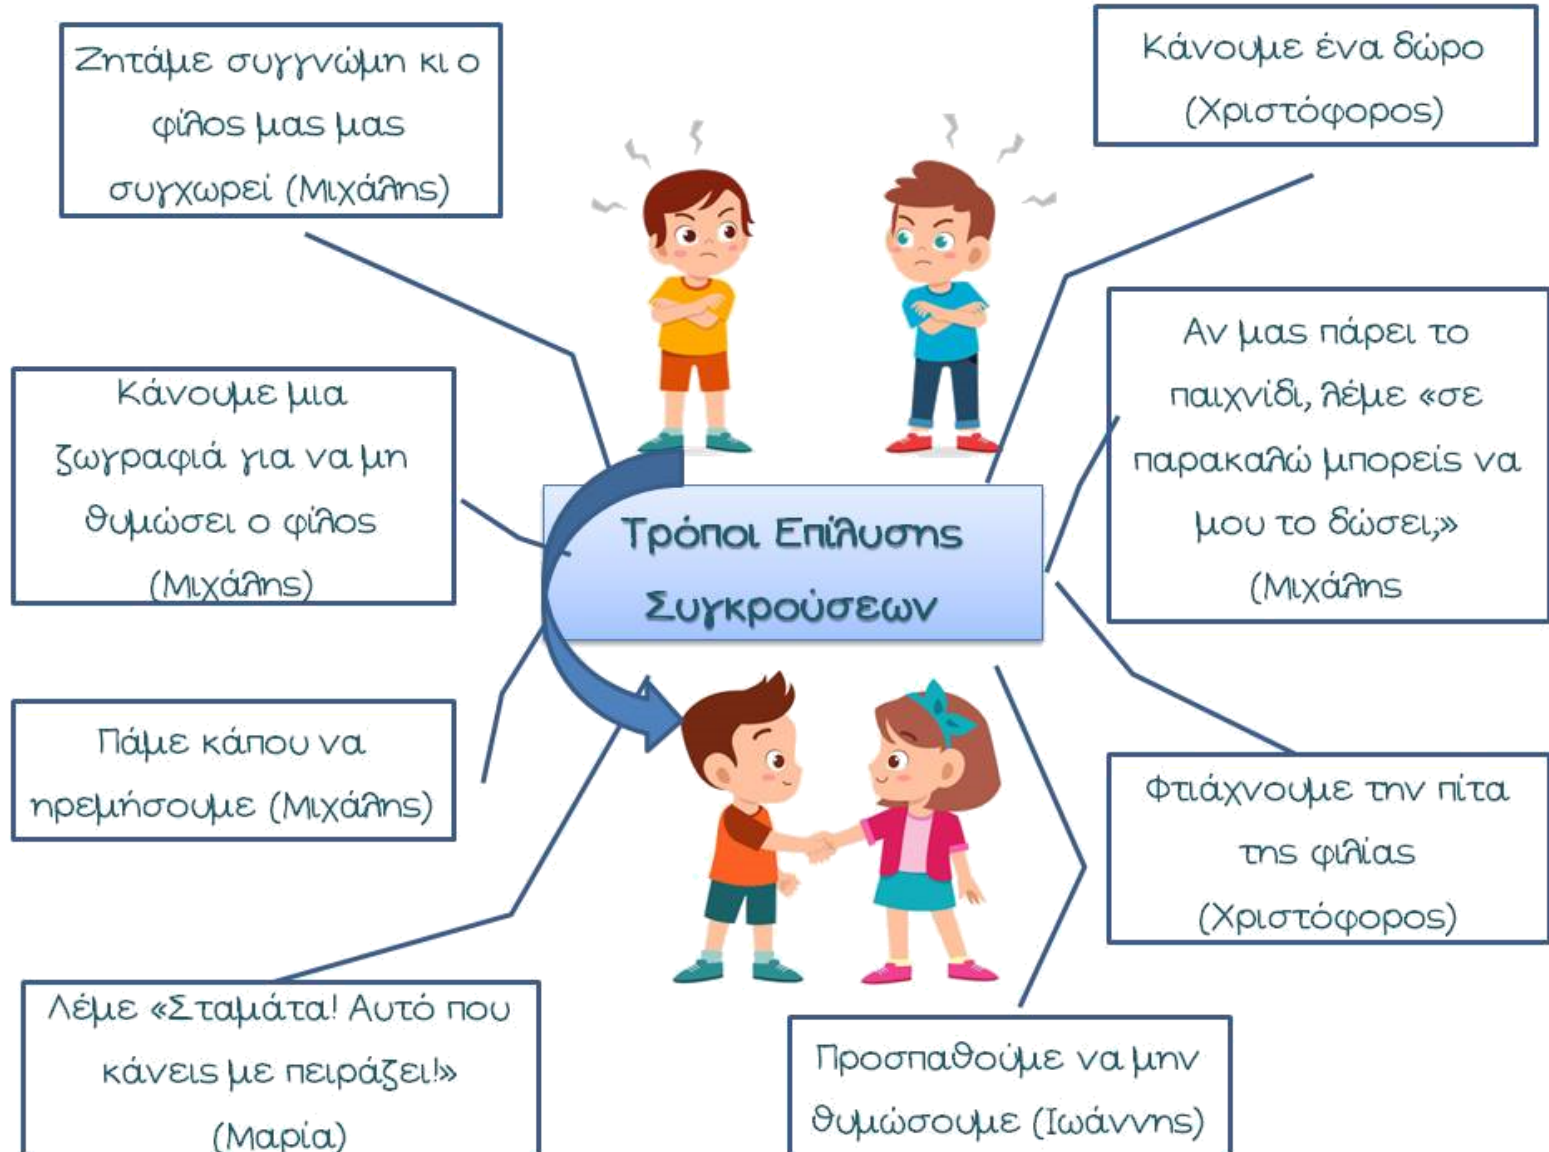 Ζητάμε συγγνώμη κι ο
φίλος μας μας
συγχωρεί (Μιχάλης)
Κάνουμε ένα δώρο
(Χριστόφορος)
Κάνουμε μια
ζωγραφιά για να μη
θυμώσει ο φίλος
(Μιχάλης)
Αν μας πάρει το
παιχνίδι, λέμε «σε
παρακαλώ μπορείς να
μου το δώσει;»
(Μιχάλης
Τρόποι Επίλυσης
Συγκρούσεων
Πάμε κάπου να
ηρεμήσουμε (Μιχάλης)
Φτιάχνουμε την πίτα
της φιλίας
(Χριστόφορος)
Λέμε «Σταμάτα! Αυτό που
κάνεις με πειράζει!»
(Μαρία)
Προσπαθούμε να μην
θυμώσουμε (Ιωάννης)